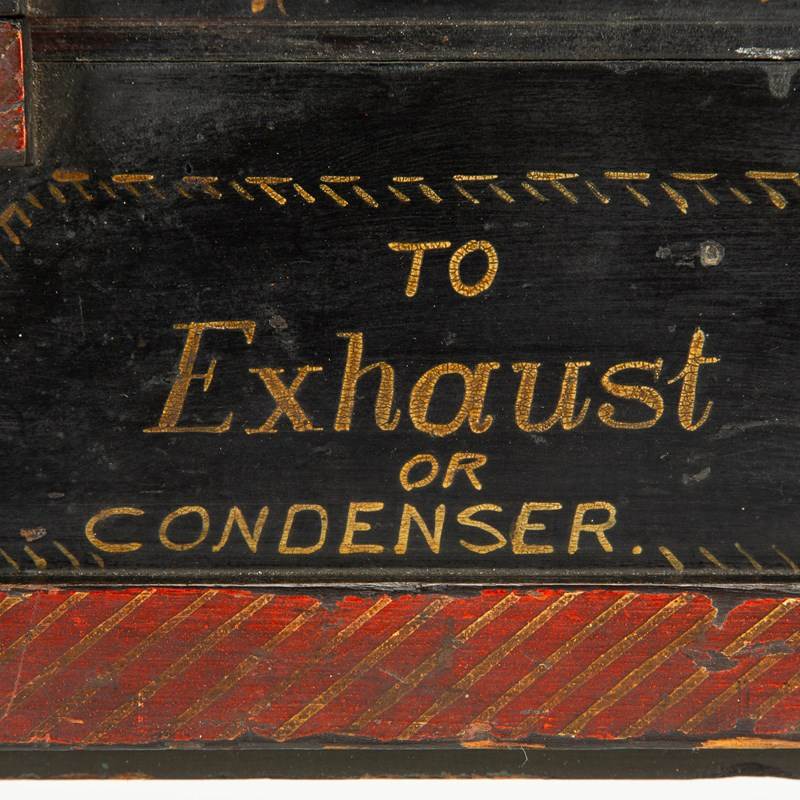 TO
Exhaust
OR
CONDENSER.